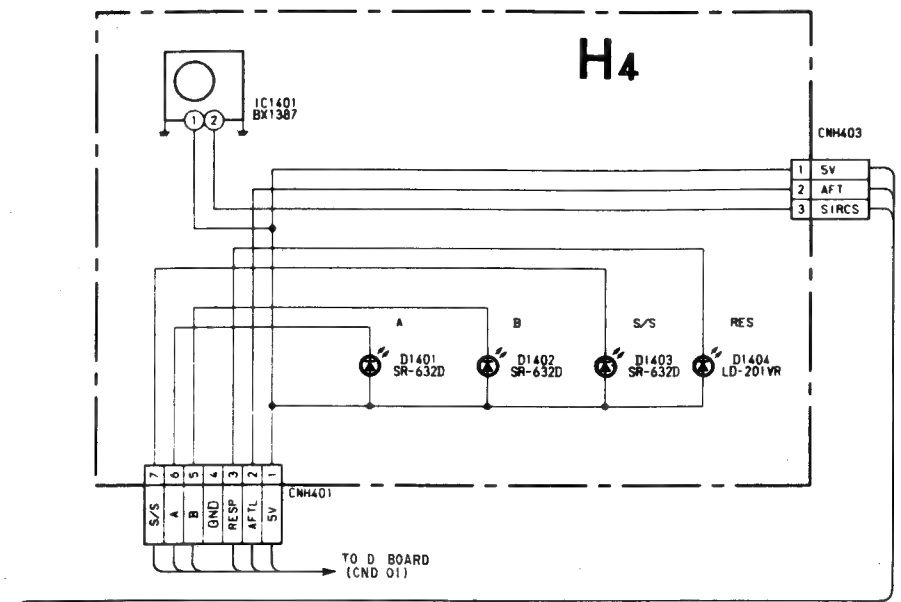 H4
IC1401
BX1387
1 2
CNH403
1 5V
2 AFT
3 SIRCS
A B S/S RES
D1401
SR-632D
D1402
SR-632D
D1403
SR-632D
D1404
LD-201VR
7 6 5 4 3 2 1
CNH401
S/S A B GND RESP AFTL 5V
TO D BOARD
(CND 01)